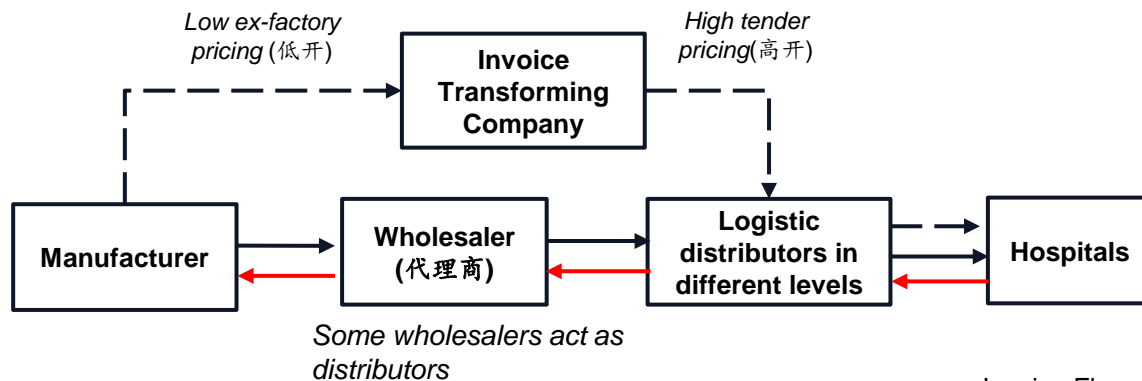 Low ex-factory
pricing (低开)
High tender
pricing(高开)
Invoice
Transforming
Company
Manufacturer
Wholesaler
(代理商)
Logistic
distributors in
different levels
Hospitals
Some wholesalers act as
distributors